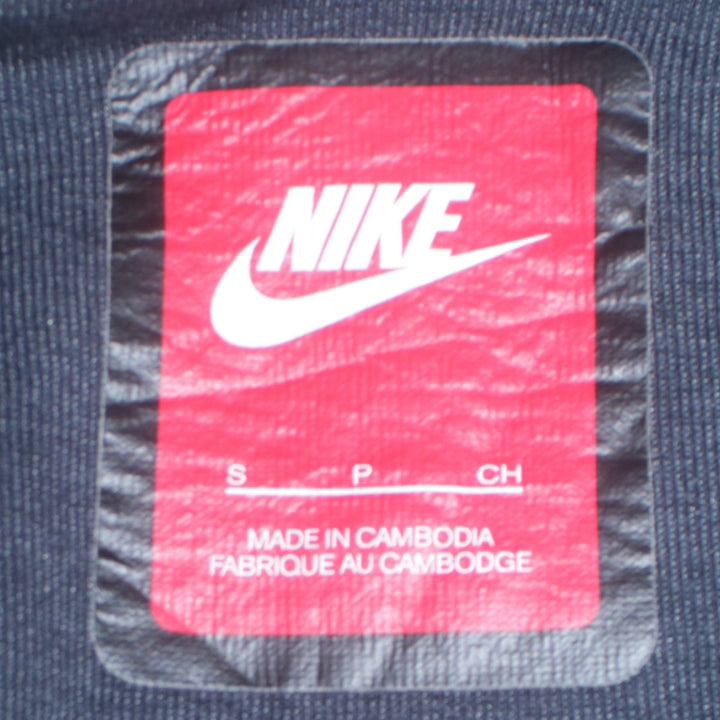 NIKE
S P CH
MADE IN CAMBODIA
FABRIQUE AU CAMBODGE